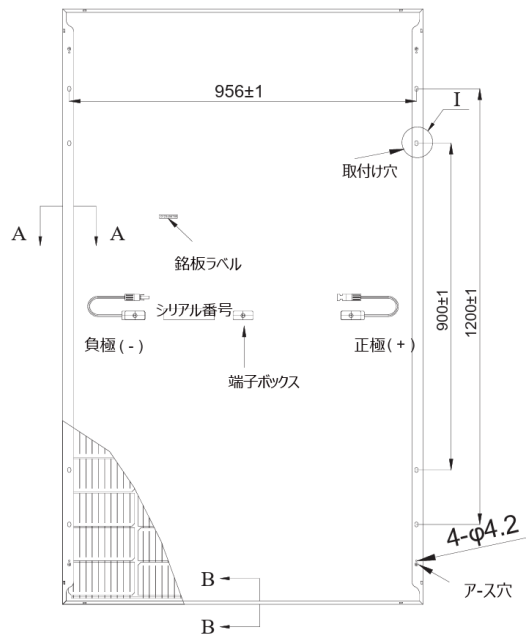 956±1
I
取付け穴
A
A
銘板ラベル
900±1
1200±1
シリアル番号
負極(-)
正極(+)
端子ボックス
4-φ4.2
アース穴
B
B